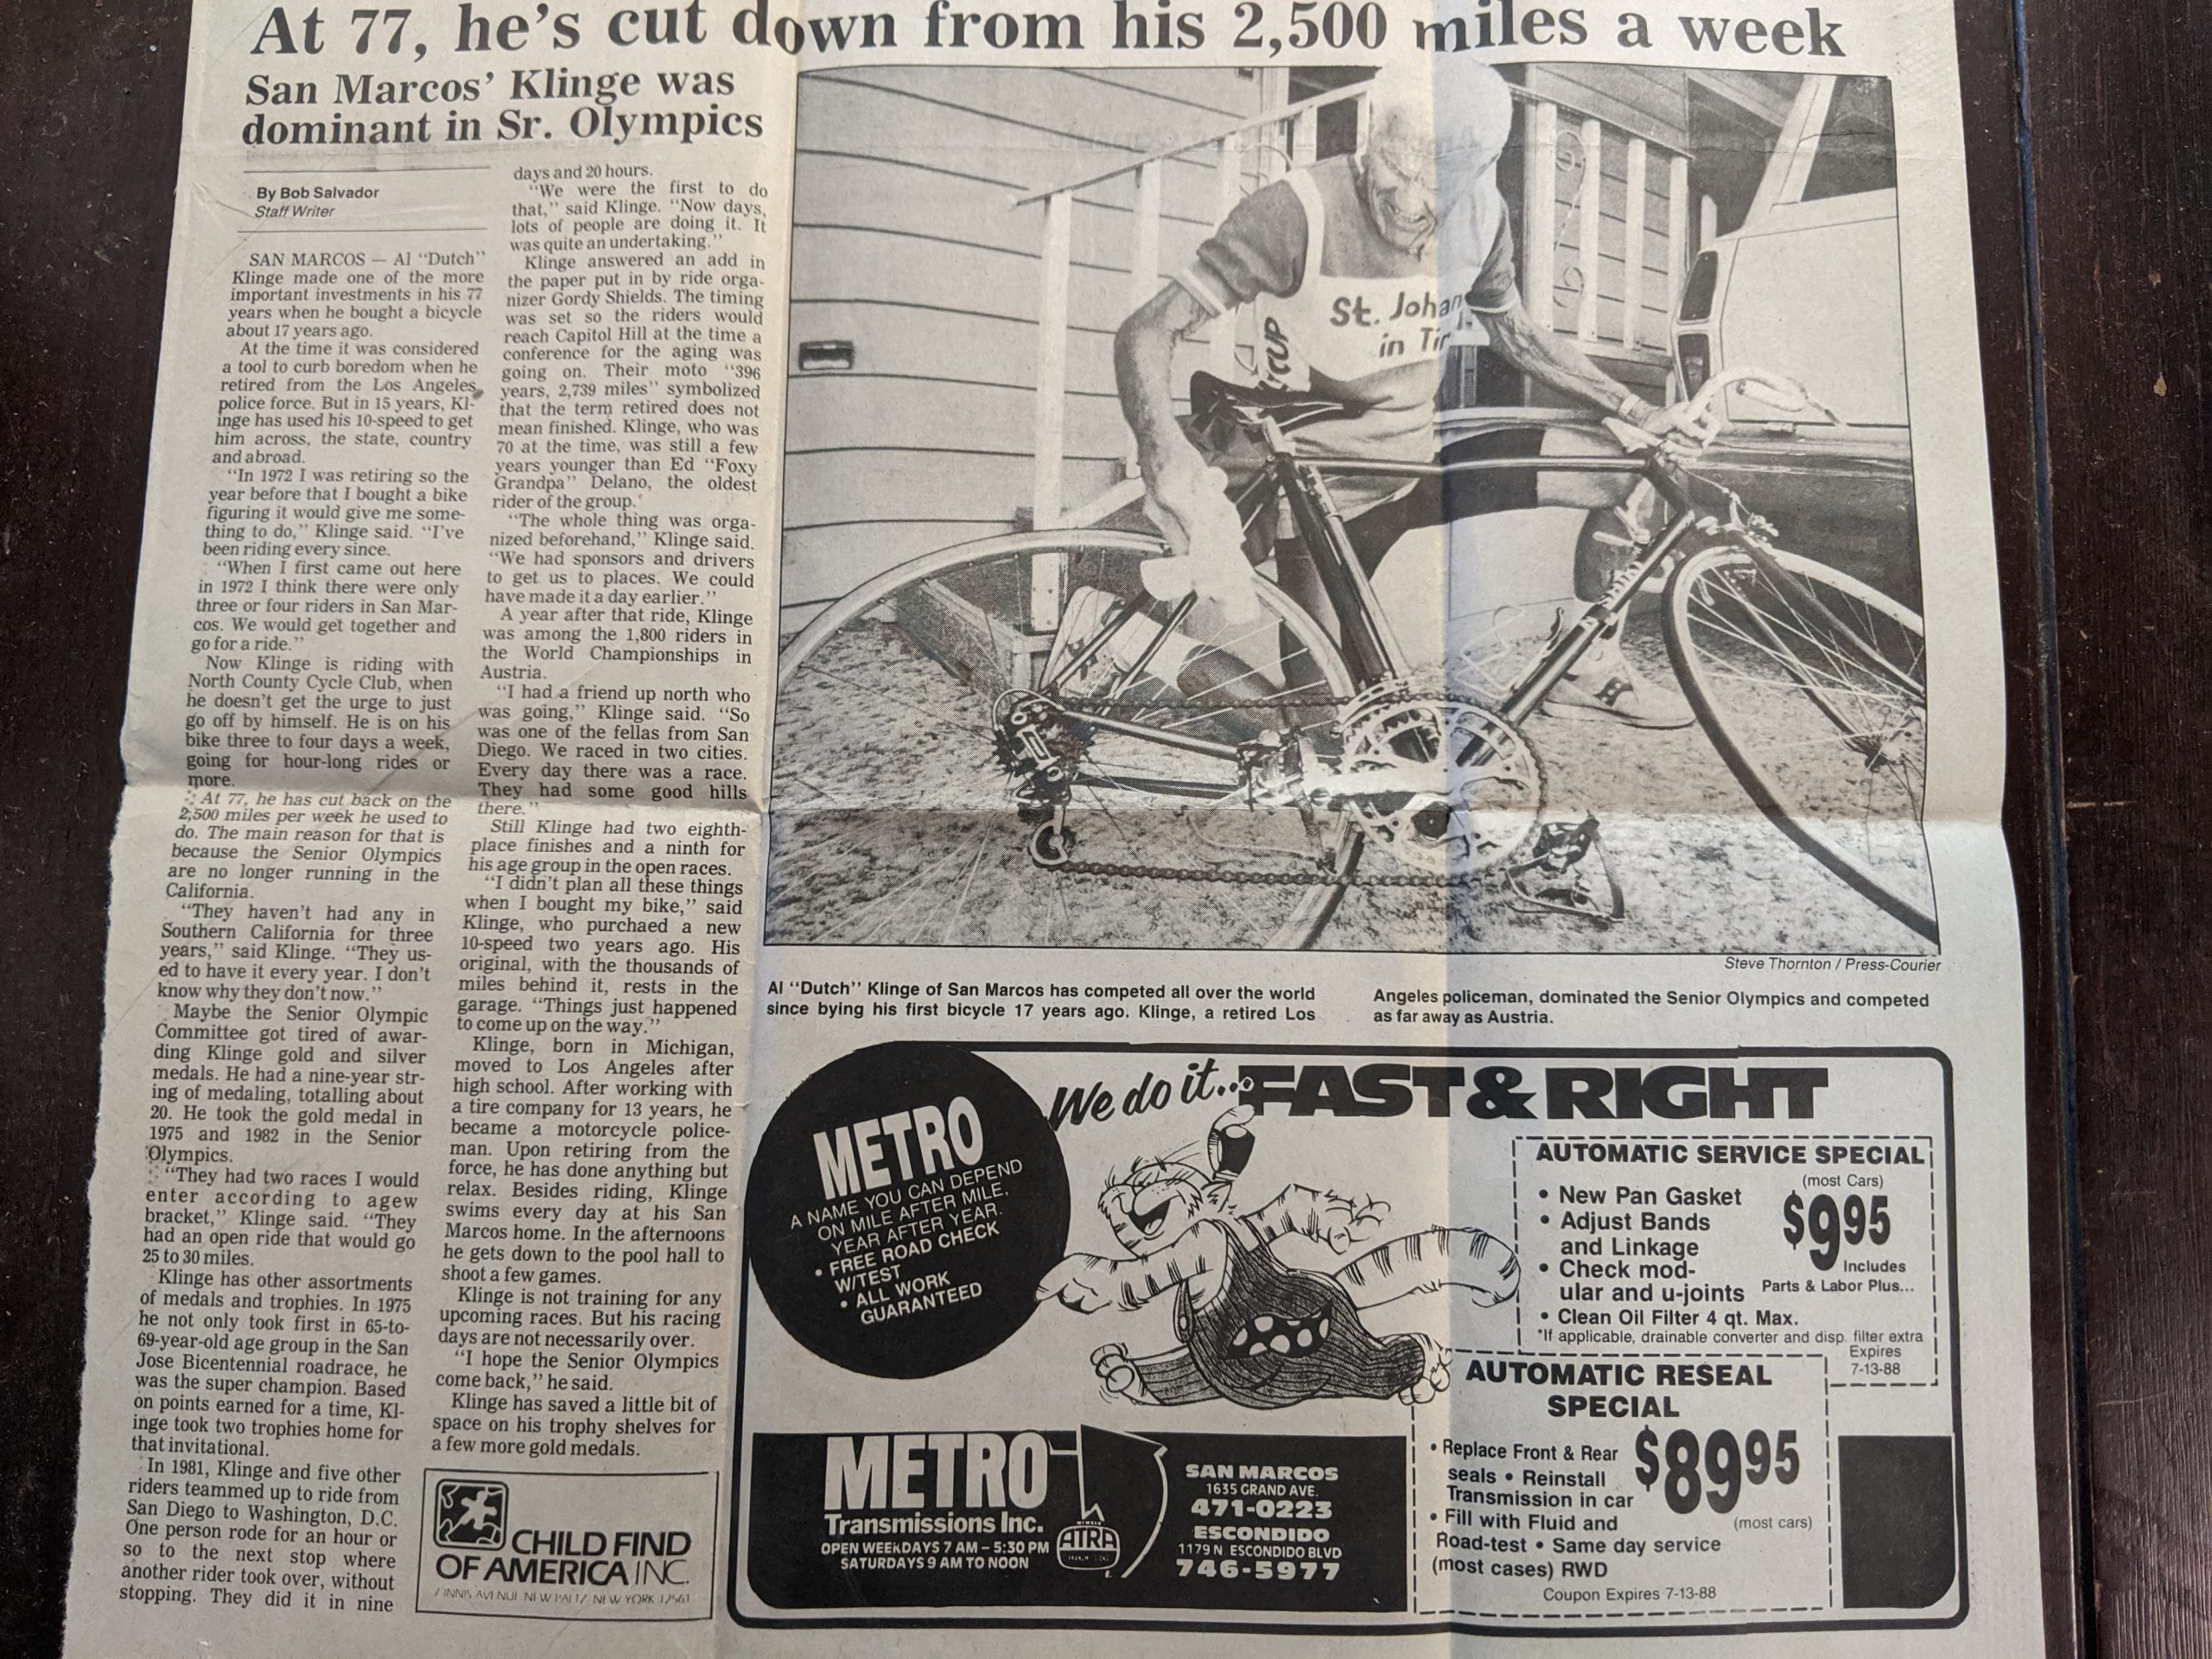 At 77, he's cut down from his 2,500 miles a week
San Marcos' Klinge was
dominant in Sr. Olympics
By Bob Salvador
Staff Writer
SAN MARCOS — Al "Dutch"
Klinge made one of the more
important investments in his 77
years when he bought a bicycle
about 17 years ago.
At the time it was considered
a tool to curb boredom when he
retired from the Los Angeles
police force. But in 15 years, Kl-
inge has used his 10-speed to get
him across, the state, country
and abroad.
"In 1972 I was retiring so the
year before that I bought a bike
figuring it would give me some-
thing to do," Klinge said. "I've
been riding every since.
"When I first came out here
in 1972 I think there were only
three or four riders in San Mar-
cos. We would get together and
go for a ride."
Now Klinge is riding with
North County Cycle Club, when
he doesn't get the urge to just
go off by himself. He is on his
bike three to four days a week,
going for hour-long rides or
more.
At 77, he has cut back on the
2,500 miles per week he used to
do. The main reason for that is
because the Senior Olympics
are no longer running in the
California.
"They haven't had any in
Southern California for three
years," said Klinge. "They us-
ed to have it every year. I don't
know why they don't now."
Maybe the Senior Olympic
Committee got tired of awar-
ding Klinge gold and silver
medals. He had a nine-year str-
ing of medaling, totalling about
20. He took the gold medal in
1975 and 1982 in the Senior
Olympics.
"They had two races I would
enter according to agew
bracket," Klinge said. "They
had an open ride that would go
25 to 30 miles.
Klinge has other assortments
of medals and trophies. In 1975
he not only took first in 65-to-
69-year-old age group in the San
Jose Bicentennial roadrace, he
was the super champion. Based
on points earned for a time, Kl-
inge took two trophies home for
that invitational.
In 1981, Klinge and five other
riders teammed up to ride from
San Diego to Washington, D.C.
One person rode for an hour or
so to the next stop where
another rider took over, without
stopping. They did it in nine
days and 20 hours.
"We were the first to do
that," said Klinge. "Now days,
lots of people are doing it. It
was quite an undertaking."
Klinge answered an add in
the paper put in by ride orga-
nizer Gordy Shields. The timing
was set so the riders would
reach Capitol Hill at the time a
conference for the aging was
going on. Their moto "396
years, 2,739 miles" symbolized
that the term retired does not
mean finished. Klinge, who was
70 at the time, was still a few
years younger than Ed "Foxy
Grandpa" Delano, the oldest
rider of the group.
"The whole thing was orga-
nized beforehand," Klinge said.
"We had sponsors and drivers
to get us to places. We could
have made it a day earlier."
A year after that ride, Klinge
was among the 1,800 riders in
the World Championships in
Austria.
"I had a friend up north who
was going," Klinge said. "So
was one of the fellas from San
Diego. We raced in two cities.
Every day there was a race.
They had some good hills
there."
Still Klinge had two eighth-
place finishes and a ninth for
his age group in the open races.
"I didn't plan all these things
when I bought my bike," said
Klinge, who purchaed a new
10-speed two years ago. His
original, with the thousands of
miles behind it, rests in the
garage. "Things just happened
to come up on the way."
Klinge, born in Michigan,
moved to Los Angeles after
high school. After working with
a tire company for 13 years, he
became a motorcycle police-
man. Upon retiring from the
force, he has done anything but
relax. Besides riding, Klinge
swims every day at his San
Marcos home. In the afternoons
he gets down to the pool hall to
shoot a few games.
Klinge is not training for any
upcoming races. But his racing
days are not necessarily over.
"I hope the Senior Olympics
come back," he said.
Klinge has saved a little bit of
space on his trophy shelves for
a few more gold medals.
CHILD FIND
OF AMERICA INC.
7 INNIS AVENUE NEW PALTZ NEW YORK 12561
St. Johan
in Tir
Steve Thornton / Press-Courier
Al "Dutch" Klinge of San Marcos has competed all over the world
since bying his first bicycle 17 years ago. Klinge, a retired Los
Angeles policeman, dominated the Senior Olympics and competed
as far away as Austria.
We do it... FAST & RIGHT
METRO
A NAME YOU CAN DEPEND
ON MILE AFTER MILE,
YEAR AFTER YEAR.
• FREE ROAD CHECK
W/TEST
• ALL WORK
GUARANTEED
AUTOMATIC SERVICE SPECIAL
(most Cars)
• New Pan Gasket
• Adjust Bands
and Linkage
• Check mod-
ular and u-joints
• Clean Oil Filter 4 qt. Max.
$9.95
Includes
Parts & Labor Plus...
*If applicable, drainable converter and disp. filter extra
Expires
7-13-88
AUTOMATIC RESEAL
SPECIAL
• Replace Front & Rear
seals • Reinstall
Transmission in car
• Fill with Fluid and
Road-test • Same day service
(most cases) RWD
$89.95
(most cars)
Coupon Expires 7-13-88
METRO
Transmissions Inc.
OPEN WEEKDAYS 7 AM – 5:30 PM
SATURDAYS 9 AM TO NOON
ATRA
SAN MARCOS
1635 GRAND AVE.
471-0223
ESCONDIDO
1179 N. ESCONDIDO BLVD
746-5977